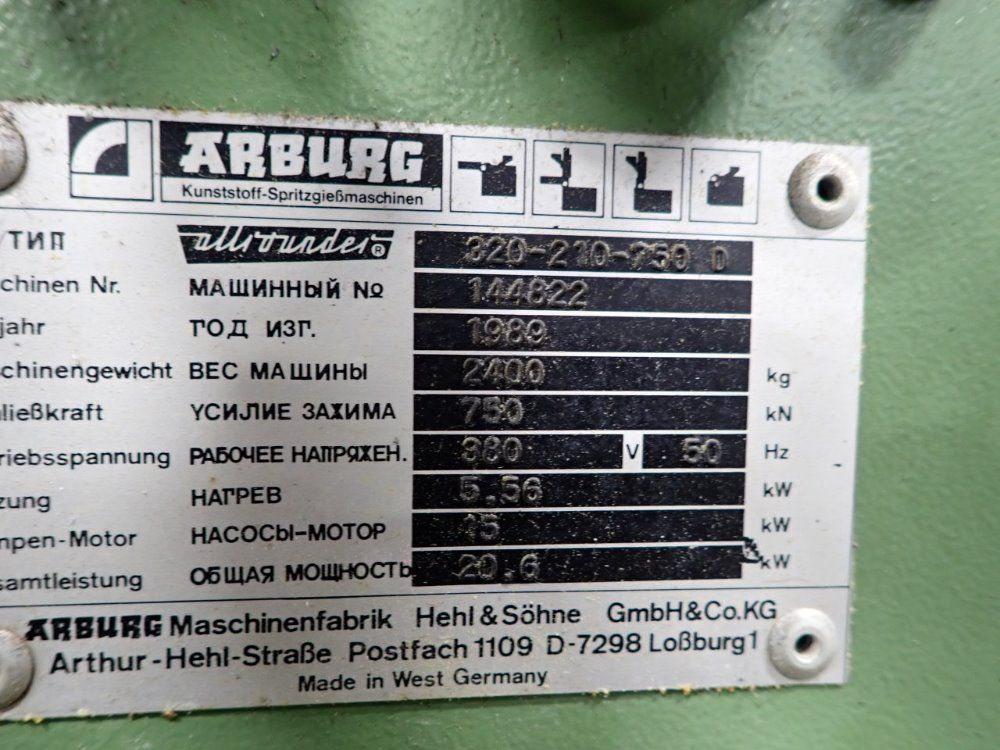 ARBURG
Kunststoff-Spritzgießmaschinen
/ТИП allrounder® 320-210-750 D
chinen Nr. МАШИННЫЙ № 144822
jahr ГОД ИЗГ. 1989
chinengewicht ВЕС МАШИНЫ 2400 kg
ließkraft УСИЛИЕ ЗАЖИМА 750 kN
riebsspannung РАБОЧЕЕ НАПРЯЖЕН. 380 V 50 Hz
zung НАГРЕВ 5.56 kW
mpen-Motor НАСОСЫ-МОТОР 15 kW
samtleistung ОБЩАЯ МОЩНОСТЬ 20.6 kW
ARBURG Maschinenfabrik Hehl & Söhne GmbH & Co.KG
Arthur-Hehl-Straße Postfach 1109 D-7298 Loßburg 1
Made in West Germany